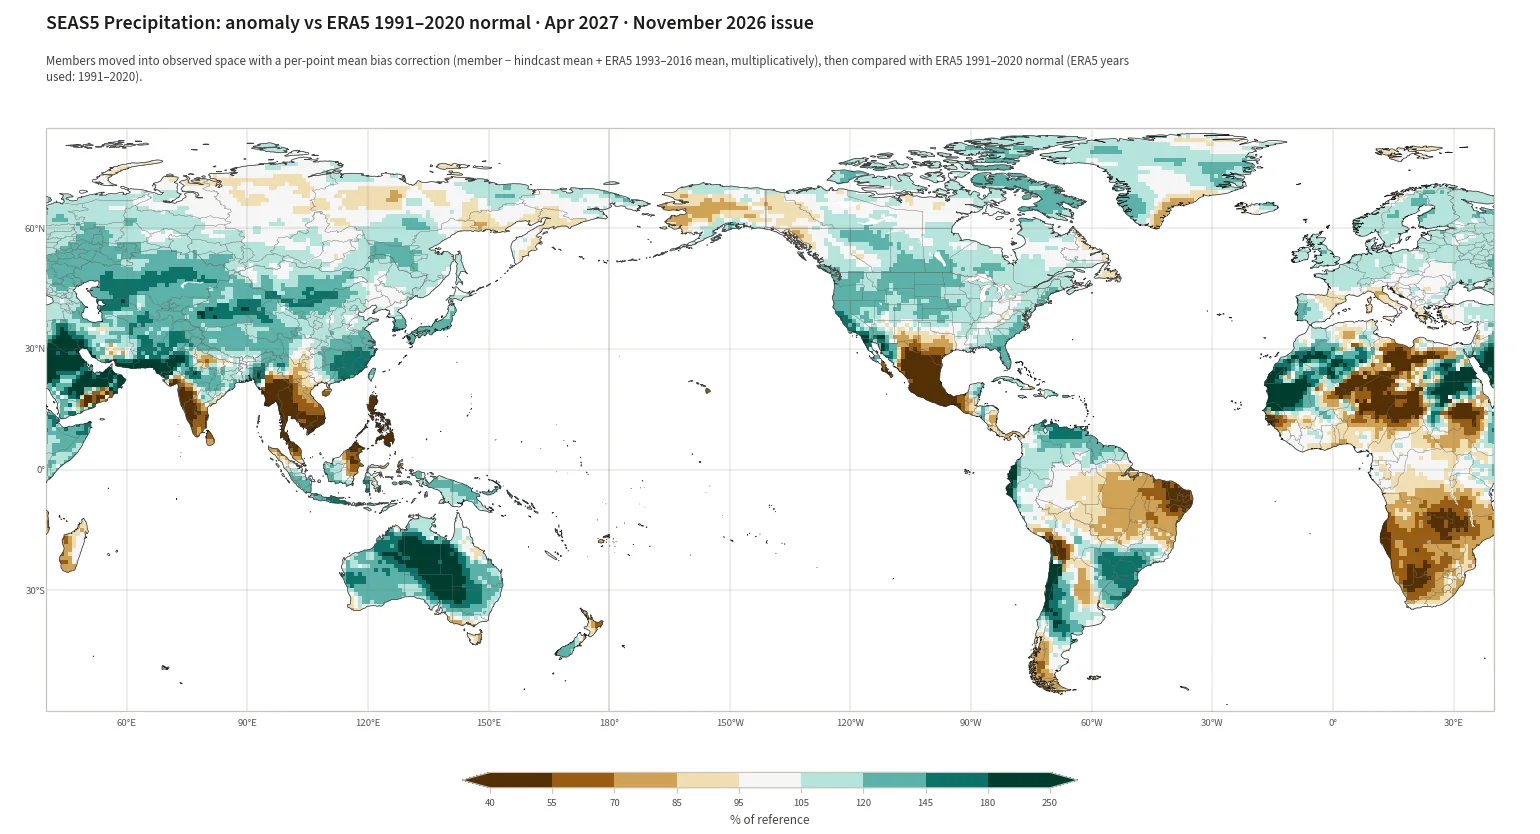 SEAS5 Precipitation: anomaly vs ERA5 1991–2020 normal · Apr 2027 · November 2026 issue
Members moved into observed space with a per-point mean bias correction (member − hindcast mean + ERA5 1993–2016 mean, multiplicatively), then compared with ERA5 1991–2020 normal (ERA5 years
used: 1991–2020).
60°N
30°N
0°
30°S
60°E 90°E 120°E 150°E 180° 150°W 120°W 90°W 60°W 30°W 0° 30°E
40 55 70 85 95 105 120 145 180 250
% of reference